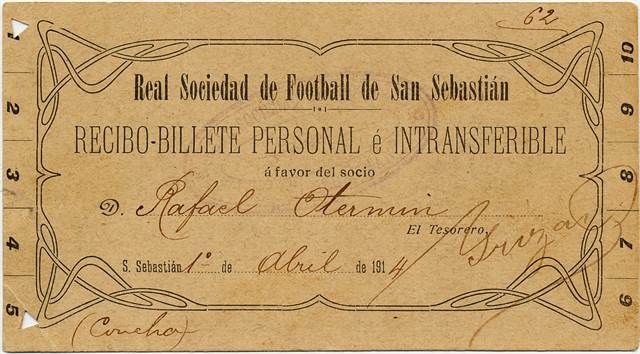 62
Real Sociedad de Football de San Sebastián
RECIBO-BILLETE PERSONAL é INTRANSFERIBLE
á favor del socio
D. Rafael Otermin
El Tesorero,
S. Sebastián 1º de Abril de 1914
(Concha)
1
2
3
4
5
10
9
8
7
6